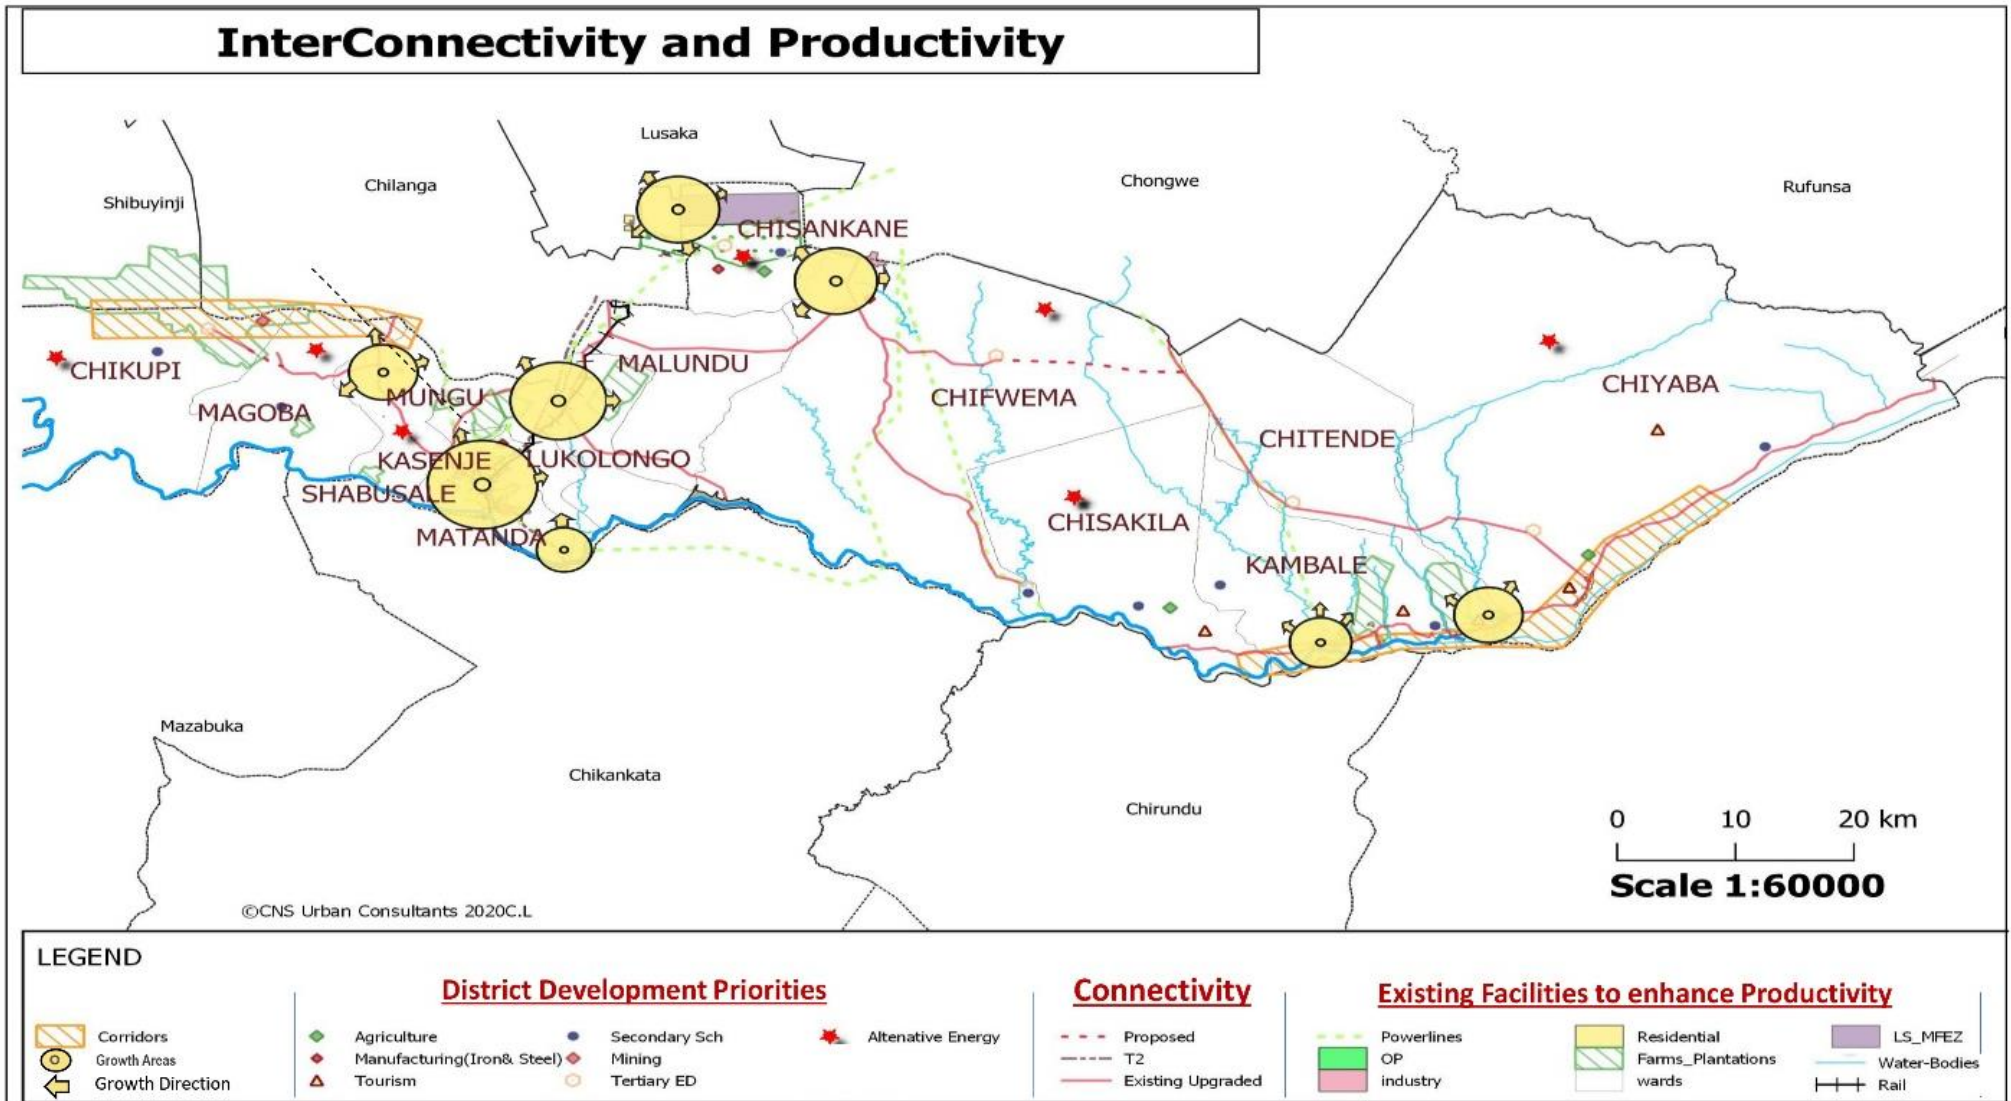 InterConnectivity and Productivity
Lusaka
Chongwe
Chilanga
Rufunsa
Shibuyinji
CHISANKANE
MALUNDU
CHIKUPI
CHIYABA
MUNGU
CHIFWEMA
MAGOBA
CHITENDE
KASENJE
LUKOLONGO
SHABUSALE
CHISAKILA
MATANDA
KAMBALE
Mazabuka
Chikankata
Chirundu
0 10 20 km
Scale 1:60000
©CNS Urban Consultants 2020C.L
LEGEND
Corridors
Growth Areas
Growth Direction
District Development Priorities
Agriculture
Manufacturing(Iron& Steel)
Tourism
Secondary Sch
Mining
Tertiary ED
Altenative Energy
Connectivity
Proposed
T2
Existing Upgraded
Existing Facilities to enhance Productivity
Powerlines
OP
industry
Residential
Farms_Plantations
wards
LS_MFEZ
Water-Bodies
Rail